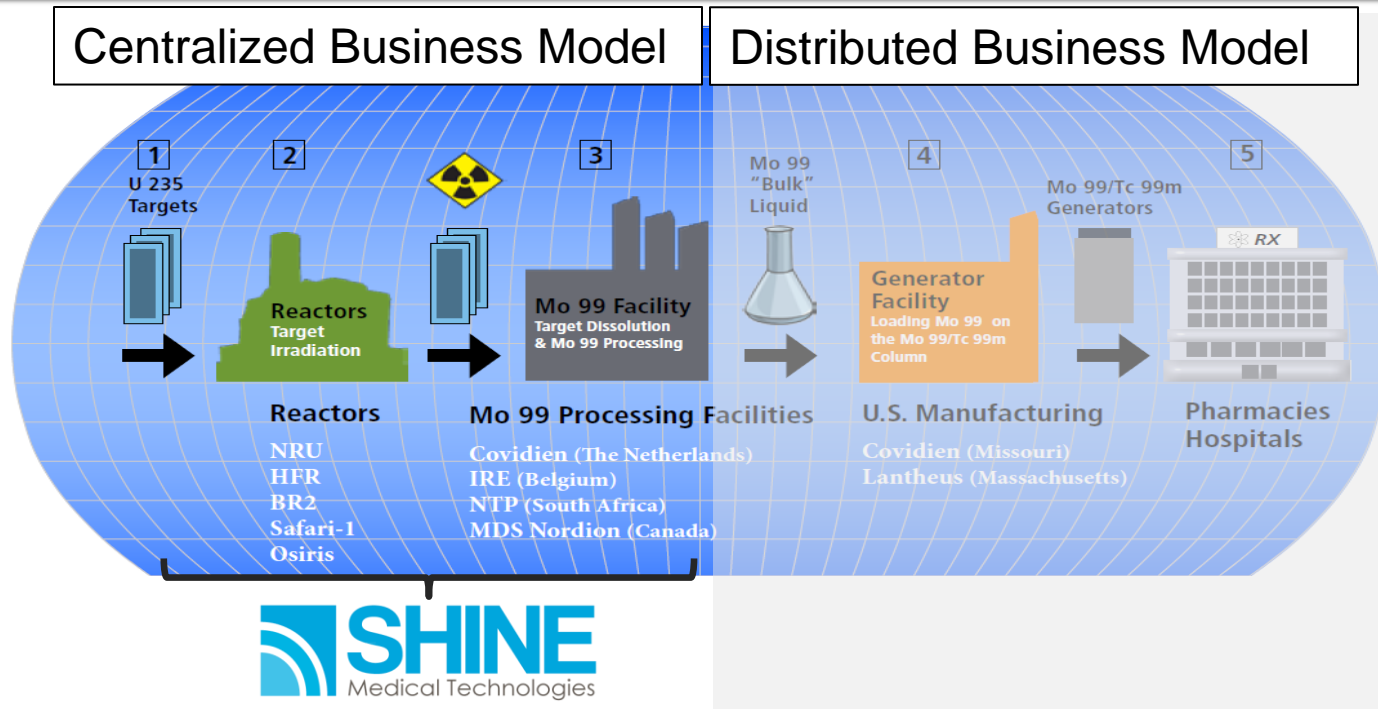 Centralized Business Model
Distributed Business Model
1
U 235
Targets
2
Reactors
Target
Irradiation
3
Mo 99 Facility
Target Dissolution
& Mo 99 Processing
Mo 99
"Bulk"
Liquid
4
Generator
Facility
Loading Mo 99 on
the Mo 99/Tc 99m
Column
Mo 99/Tc 99m
Generators
5
RX
Reactors
NRU
HFR
BR2
Safari-1
Osiris
Mo 99 Processing Facilities
Covidien (The Netherlands)
IRE (Belgium)
NTP (South Africa)
MDS Nordion (Canada)
U.S. Manufacturing
Covidien (Missouri)
Lantheus (Massachusetts)
Pharmacies
Hospitals
SHINE
Medical Technologies